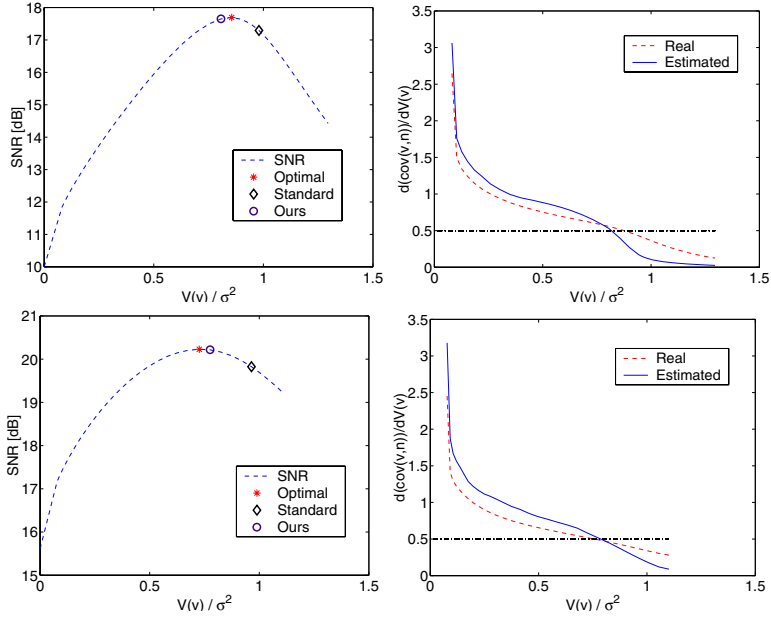 18
17
16
15
14
13
12
11
10
SNR [dB]
0
0.5
1
1.5
V(v) / σ²
SNR
Optimal
Standard
Ours
3.5
3
2.5
2
1.5
1
0.5
0
d(cov(v,n))/dV(v)
0
0.5
1
1.5
V(v) / σ²
Real
Estimated
21
20
19
18
17
16
15
SNR [dB]
0
0.5
1
1.5
V(v) / σ²
SNR
Optimal
Standard
Ours
3.5
3
2.5
2
1.5
1
0.5
0
d(cov(v,n))/dV(v)
0
0.5
1
1.5
V(v) / σ²
Real
Estimated